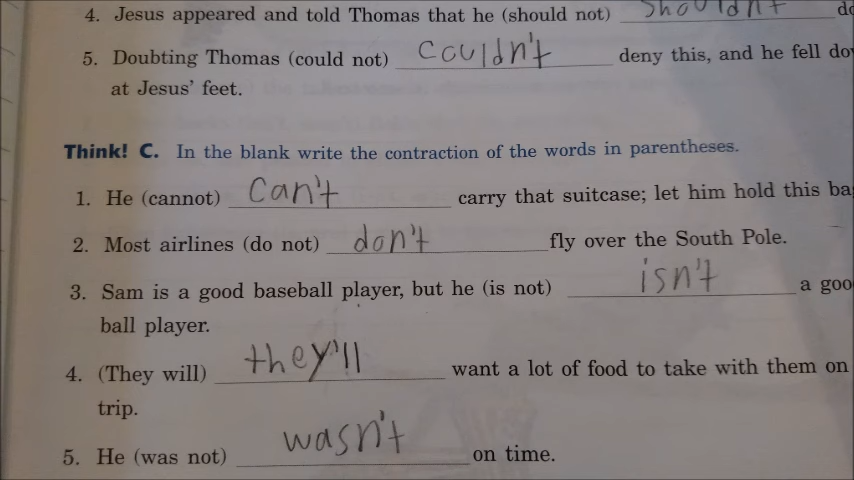 4. Jesus appeared and told Thomas that he (should not) shouldn't
5. Doubting Thomas (could not) couldn't deny this, and he fell
at Jesus' feet.
Think! C. In the blank write the contraction of the words in parentheses.
1. He (cannot) can't carry that suitcase; let him hold this
2. Most airlines (do not) don't fly over the South Pole.
3. Sam is a good baseball player, but he (is not) isn't a
ball player.
4. (They will) they'll want a lot of food to take with them on
trip.
5. He (was not) wasn't on time.